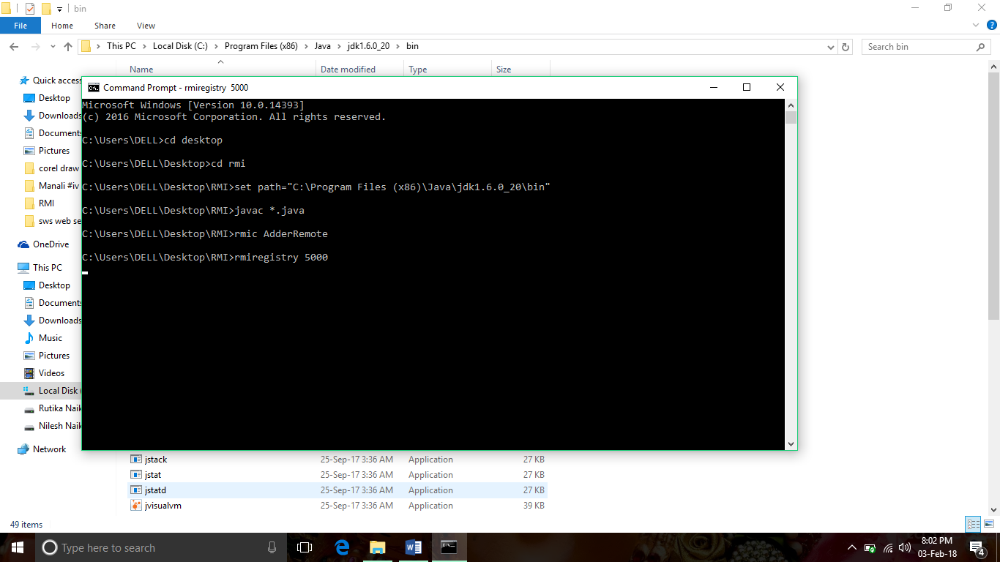 bin
File Home Share View
This PC Local Disk (C:) Program Files (x86) Java jdk1.6.0_20 bin
Search bin
Name Date modified Type Size
Quick access
Desktop
Downloads
Documents
Pictures
corel draw
Manali #iv
RMI
sws web se
OneDrive
This PC
Desktop
Documents
Downloads
Music
Pictures
Videos
Local Disk (
Rutika Naik
Nilesh Naik
Network
Command Prompt - rmiregistry  5000
Microsoft Windows [Version 10.0.14393]
(c) 2016 Microsoft Corporation. All rights reserved.
C:\Users\DELL>cd desktop
C:\Users\DELL\Desktop>cd rmi
C:\Users\DELL\Desktop\RMI>set path="C:\Program Files (x86)\Java\jdk1.6.0_20\bin"
C:\Users\DELL\Desktop\RMI>javac *.java
C:\Users\DELL\Desktop\RMI>rmic AdderRemote
C:\Users\DELL\Desktop\RMI>rmiregistry 5000
jstack 25-Sep-17 3:36 AM Application 27 KB
jstat 25-Sep-17 3:36 AM Application 27 KB
jstatd 25-Sep-17 3:36 AM Application 27 KB
jvisualvm 25-Sep-17 3:36 AM Application 39 KB
49 items
Type here to search
8:02 PM
03-Feb-18
4